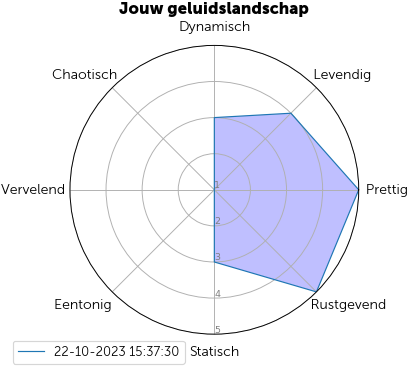 Jouw geluidslandschap
Dynamisch
Chaotisch
Levendig
Vervelend
1
Prettig
2
3
4
Eentonig
Rustgevend
5
22-10-2023 15:37:30
Statisch